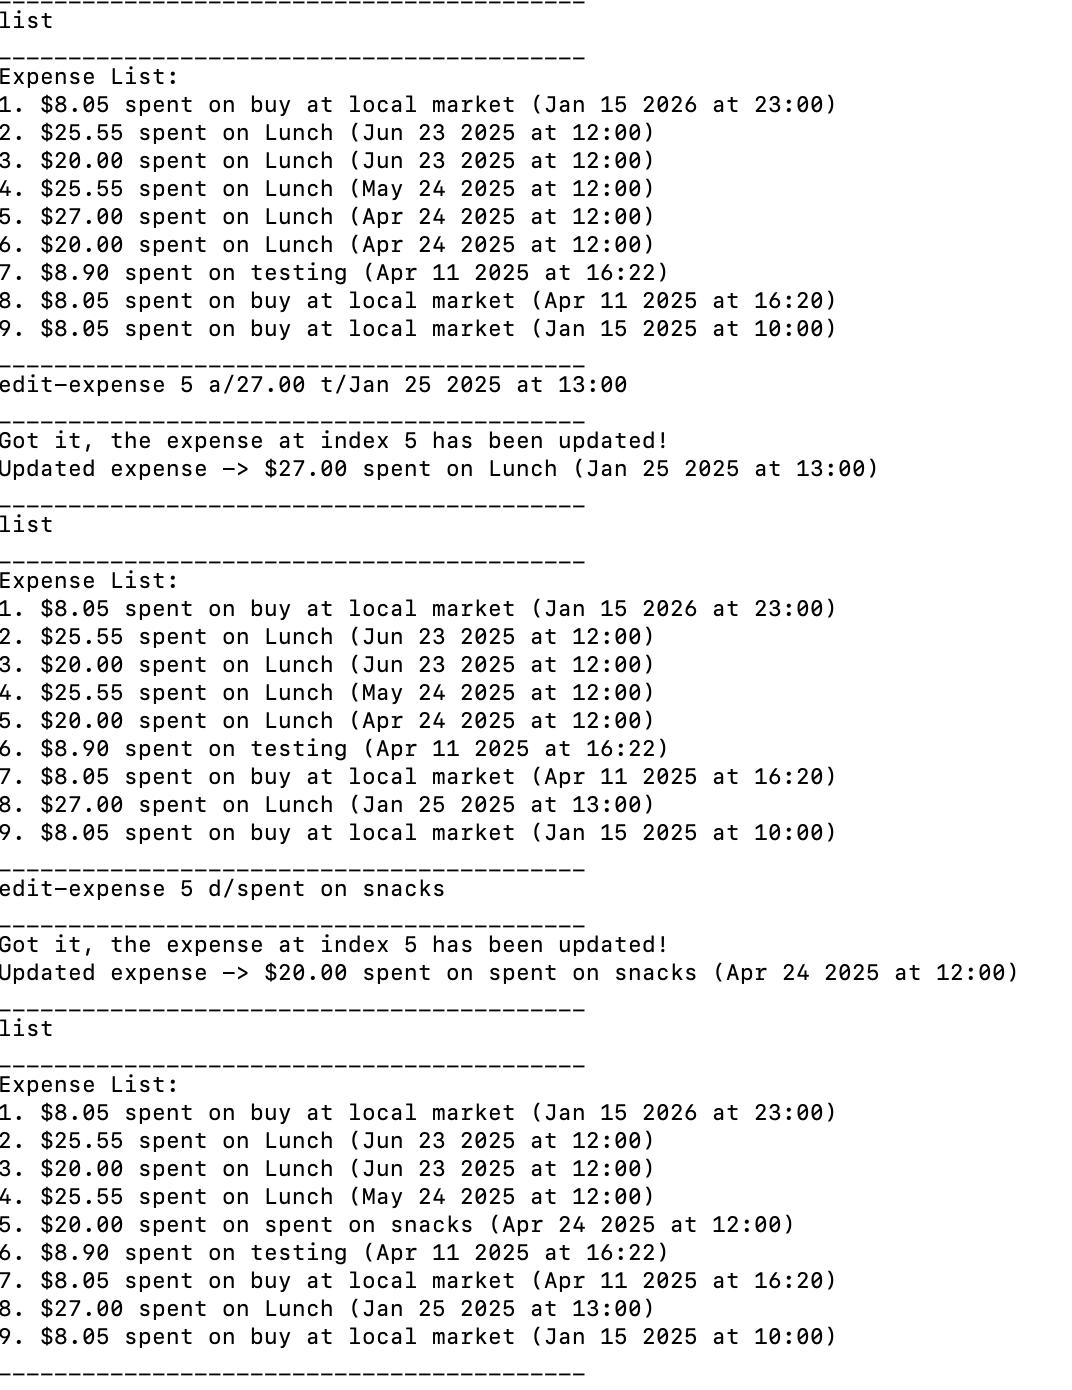 __________________________________________
list
__________________________________________
Expense List:
1. $8.05 spent on buy at local market (Jan 15 2026 at 23:00)
2. $25.55 spent on Lunch (Jun 23 2025 at 12:00)
3. $20.00 spent on Lunch (Jun 23 2025 at 12:00)
4. $25.55 spent on Lunch (May 24 2025 at 12:00)
5. $27.00 spent on Lunch (Apr 24 2025 at 12:00)
6. $20.00 spent on Lunch (Apr 24 2025 at 12:00)
7. $8.90 spent on testing (Apr 11 2025 at 16:22)
8. $8.05 spent on buy at local market (Apr 11 2025 at 16:20)
9. $8.05 spent on buy at local market (Jan 15 2025 at 10:00)
__________________________________________
edit-expense 5 a/27.00 t/Jan 25 2025 at 13:00
__________________________________________
Got it, the expense at index 5 has been updated!
Updated expense -> $27.00 spent on Lunch (Jan 25 2025 at 13:00)
__________________________________________
list
__________________________________________
Expense List:
1. $8.05 spent on buy at local market (Jan 15 2026 at 23:00)
2. $25.55 spent on Lunch (Jun 23 2025 at 12:00)
3. $20.00 spent on Lunch (Jun 23 2025 at 12:00)
4. $25.55 spent on Lunch (May 24 2025 at 12:00)
5. $20.00 spent on Lunch (Apr 24 2025 at 12:00)
6. $8.90 spent on testing (Apr 11 2025 at 16:22)
7. $8.05 spent on buy at local market (Apr 11 2025 at 16:20)
8. $27.00 spent on Lunch (Jan 25 2025 at 13:00)
9. $8.05 spent on buy at local market (Jan 15 2025 at 10:00)
__________________________________________
edit-expense 5 d/spent on snacks
__________________________________________
Got it, the expense at index 5 has been updated!
Updated expense -> $20.00 spent on spent on snacks (Apr 24 2025 at 12:00)
__________________________________________
list
__________________________________________
Expense List:
1. $8.05 spent on buy at local market (Jan 15 2026 at 23:00)
2. $25.55 spent on Lunch (Jun 23 2025 at 12:00)
3. $20.00 spent on Lunch (Jun 23 2025 at 12:00)
4. $25.55 spent on Lunch (May 24 2025 at 12:00)
5. $20.00 spent on spent on snacks (Apr 24 2025 at 12:00)
6. $8.90 spent on testing (Apr 11 2025 at 16:22)
7. $8.05 spent on buy at local market (Apr 11 2025 at 16:20)
8. $27.00 spent on Lunch (Jan 25 2025 at 13:00)
9. $8.05 spent on buy at local market (Jan 15 2025 at 10:00)
__________________________________________